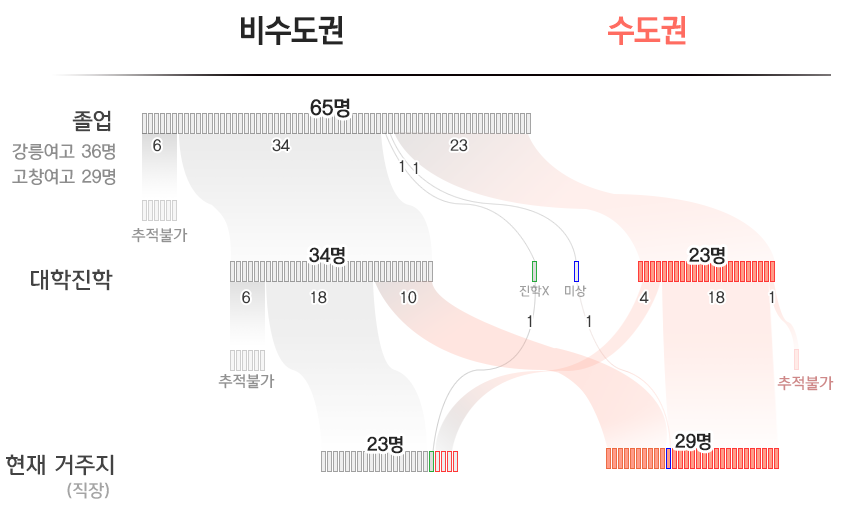 비수도권
수도권
졸업
65명
강릉여고 36명
고창여고 29명
6
34
1
1
23
추적불가
대학진학
34명
진학X
미상
23명
6
18
10
1
1
4
18
1
추적불가
추적불가
현재 거주지
(직장)
23명
29명